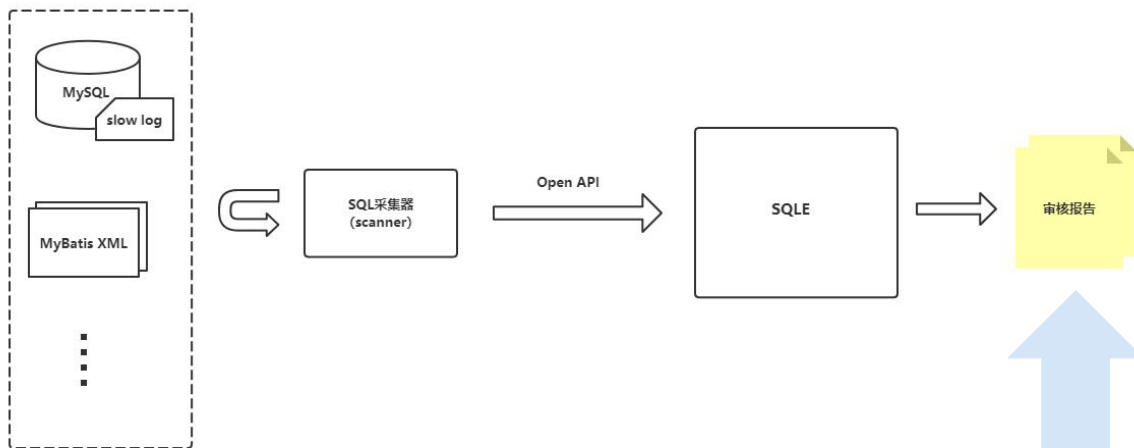 MySQL
slow log
MyBatis XML
SQL采集器
(scanner)
Open API
SQLE
审核报告